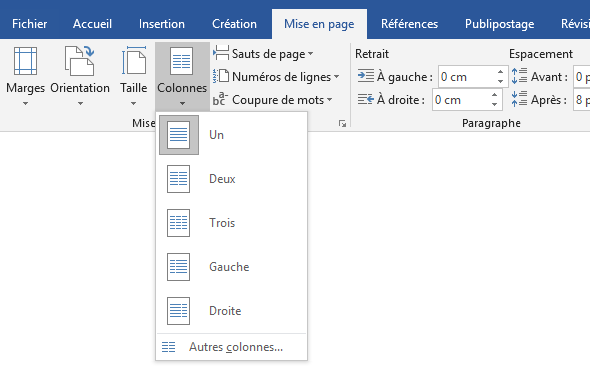 Fichier Accueil Insertion Création Mise en page Références Publipostage Révisi
Sauts de page Retrait Espacement
Marges Orientation Taille Colonnes Numéros de lignes À gauche : 0 cm Avant : 0 p
Coupure de mots À droite : 0 cm Après : 8 p
Mise Paragraphe
Un
Deux
Trois
Gauche
Droite
Autres colonnes...